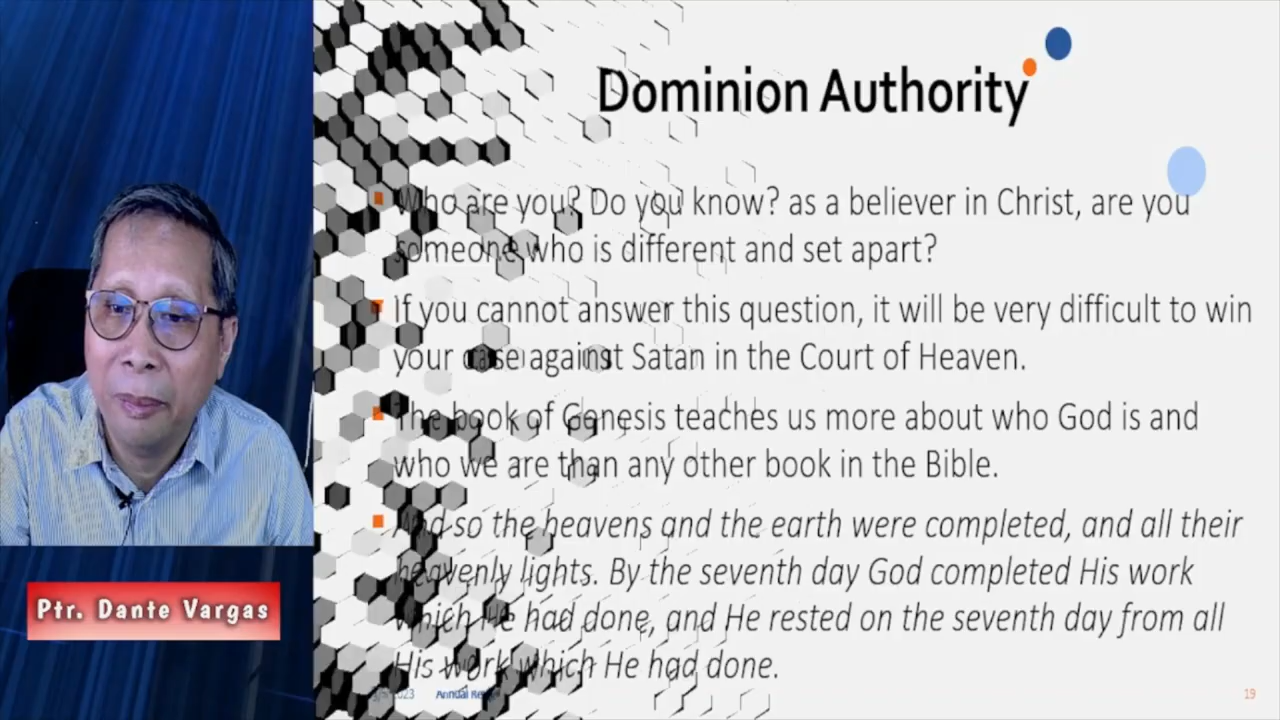 Dominion Authority
Who are you? Do you know? as a believer in Christ, are you
someone who is different and set apart?
If you cannot answer this question, it will be very difficult to win
your case against Satan in the Court of Heaven.
The book of Genesis teaches us more about who God is and
who we are than any other book in the Bible.
And so the heavens and the earth were completed, and all their
heavenly lights. By the seventh day God completed His work
which He had done, and He rested on the seventh day from all
His work which He had done.
Annual
19
Ptr. Dante Vargas